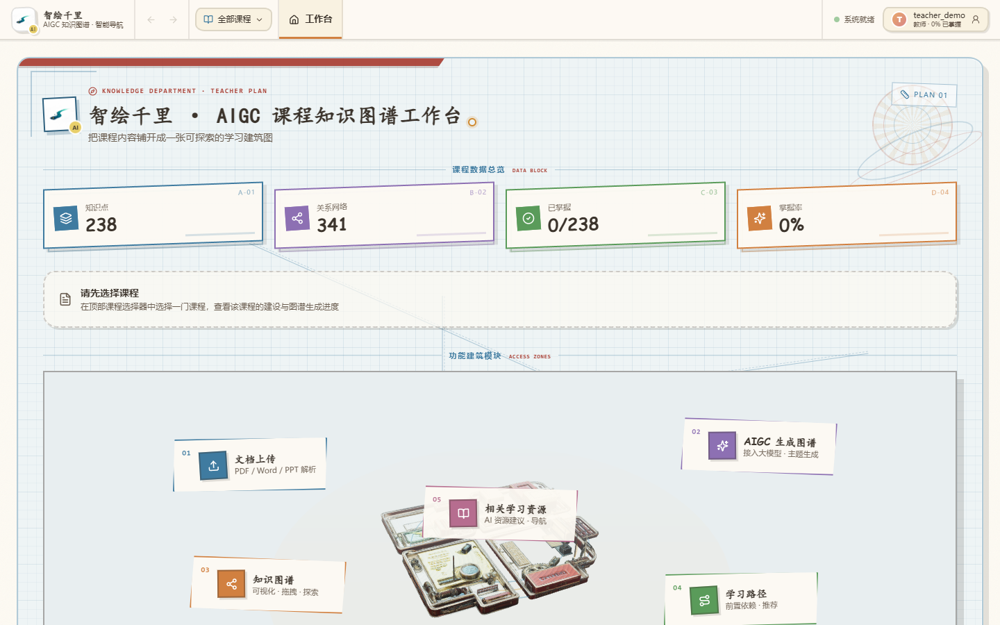 智绘千里
AIGC 知识图谱 · 智能导航
AI
全部课程
工作台
系统就绪
T
teacher_demo
教师 · 0% 已掌握
KNOWLEDGE DEPARTMENT · TEACHER PLAN
智绘千里 • AIGC 课程知识图谱工作台
AI
把课程内容铺开成一张可探索的学习建筑图
PLAN 01
课程数据总览 DATA BLOCK
A-01
知识点
238
B-02
关系网络
341
C-03
已掌握
0/238
D-04
掌握率
0%
请先选择课程
在顶部课程选择器中选择一门课程，查看该课程的建设与图谱生成进度
功能建筑模块 ACCESS ZONES
01
文档上传
PDF / Word / PPT 解析
02
AIGC 生成图谱
接入大模型 · 主题生成
05
相关学习资源
AI 资源建议 · 导航
03
知识图谱
可视化 · 拖拽 · 探索
04
学习路径
前置依赖 · 推荐